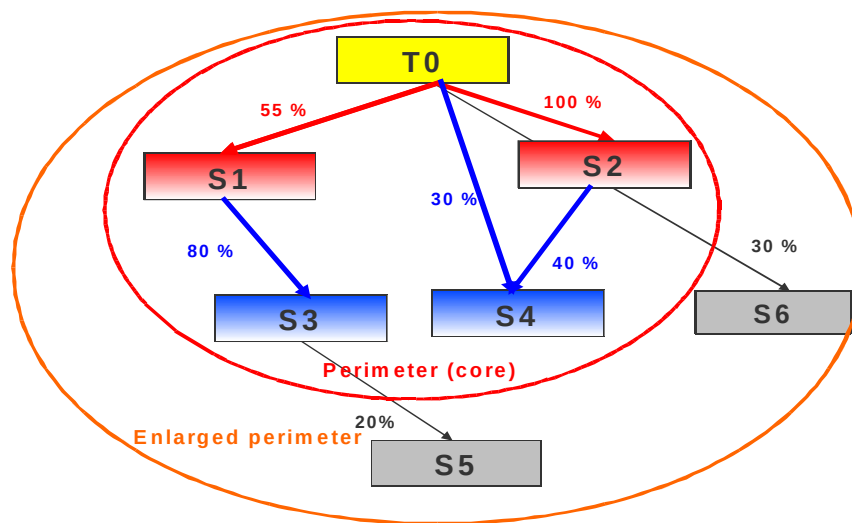 T0
55 %
100 %
S1
S2
30 %
80 %
40 %
30 %
S3
S4
S6
Perimeter (core)
20%
Enlarged perimeter
S5